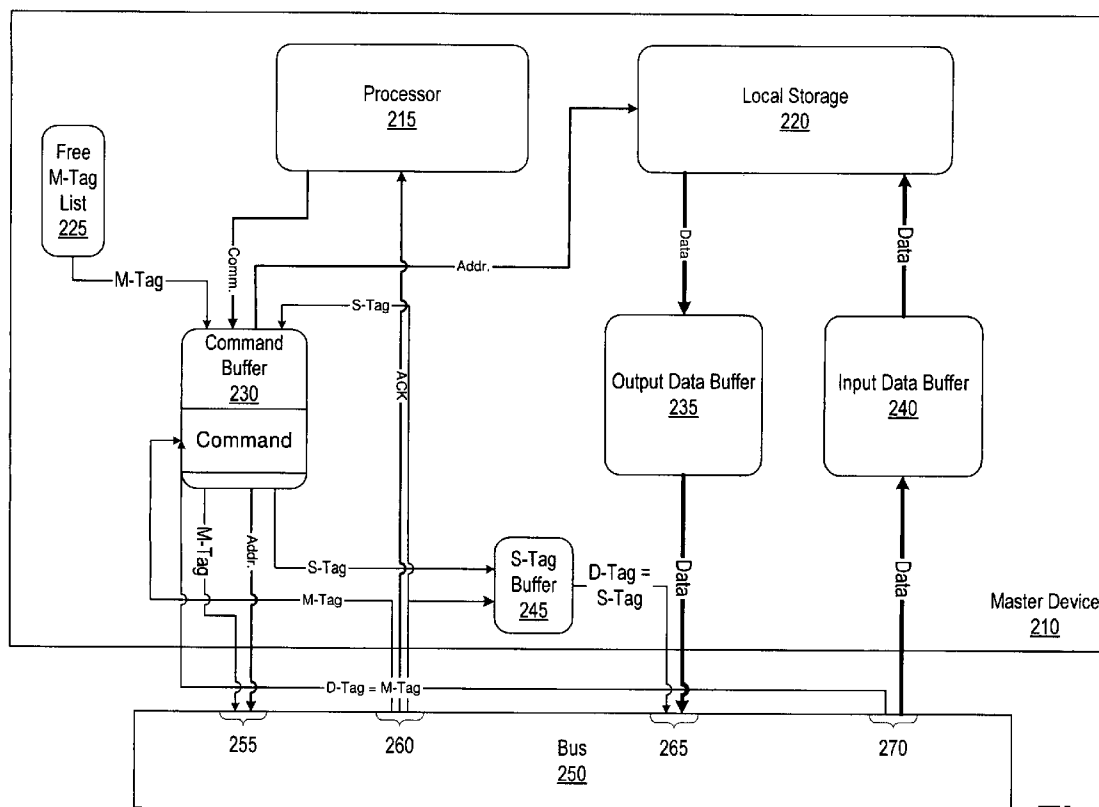 Processor
215
Local Storage
220
Free
M-Tag
List
225
M-Tag
Comm.
Addr.
S-Tag
Data
Data
Command
Buffer
230
Command
ACK
Output Data Buffer
235
Input Data Buffer
240
M-Tag
Addr.
S-Tag
M-Tag
S-Tag
Buffer
245
D-Tag =
S-Tag
Data
Data
Master Device
210
D-Tag = M-Tag
255
260
265
270
Bus
250